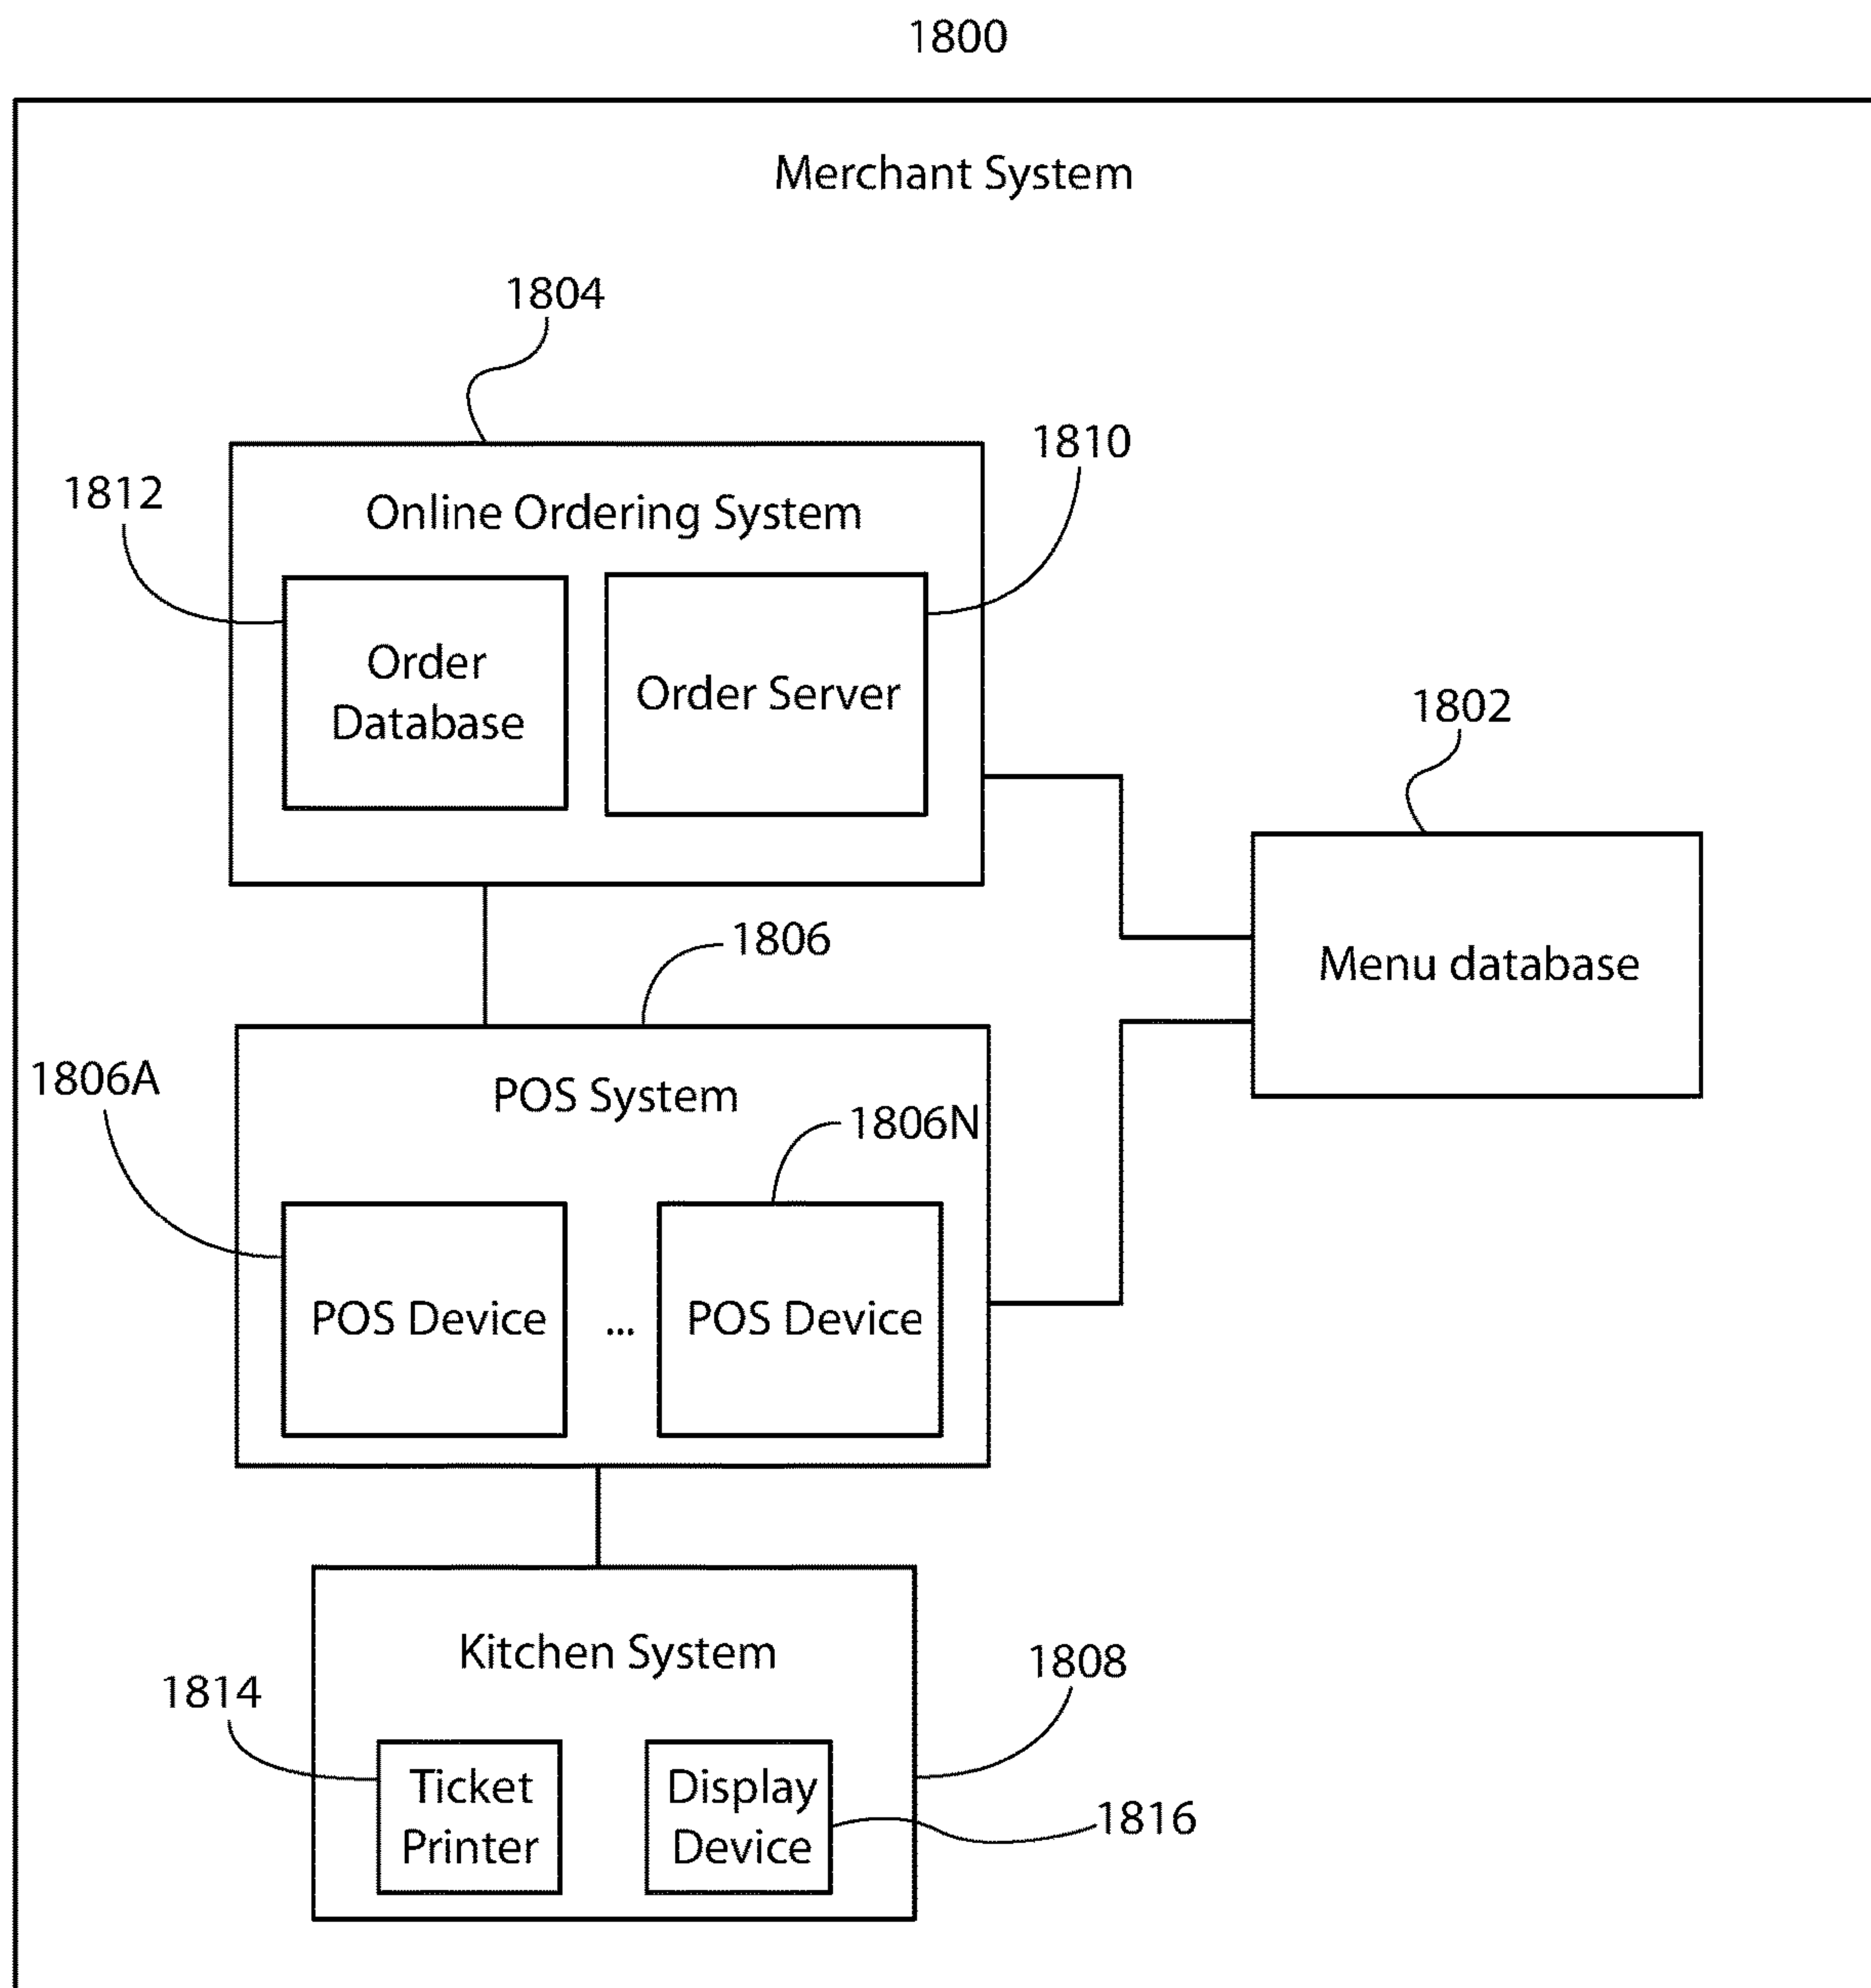 1800
Merchant System
1804
1810
1812
Online Ordering System
Order
Database
Order Server
1802
Menu database
1806
1806A
POS System
1806N
POS Device
...
POS Device
Kitchen System
1808
1814
Ticket
Printer
Display
Device
1816